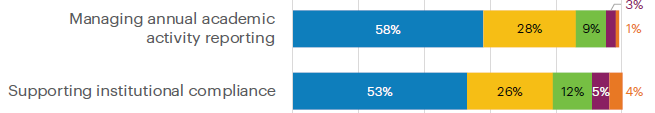 3%
Managing annual academic
activity reporting
58% 28% 9% 1%
Supporting institutional compliance 53% 26% 12% 5% 4%